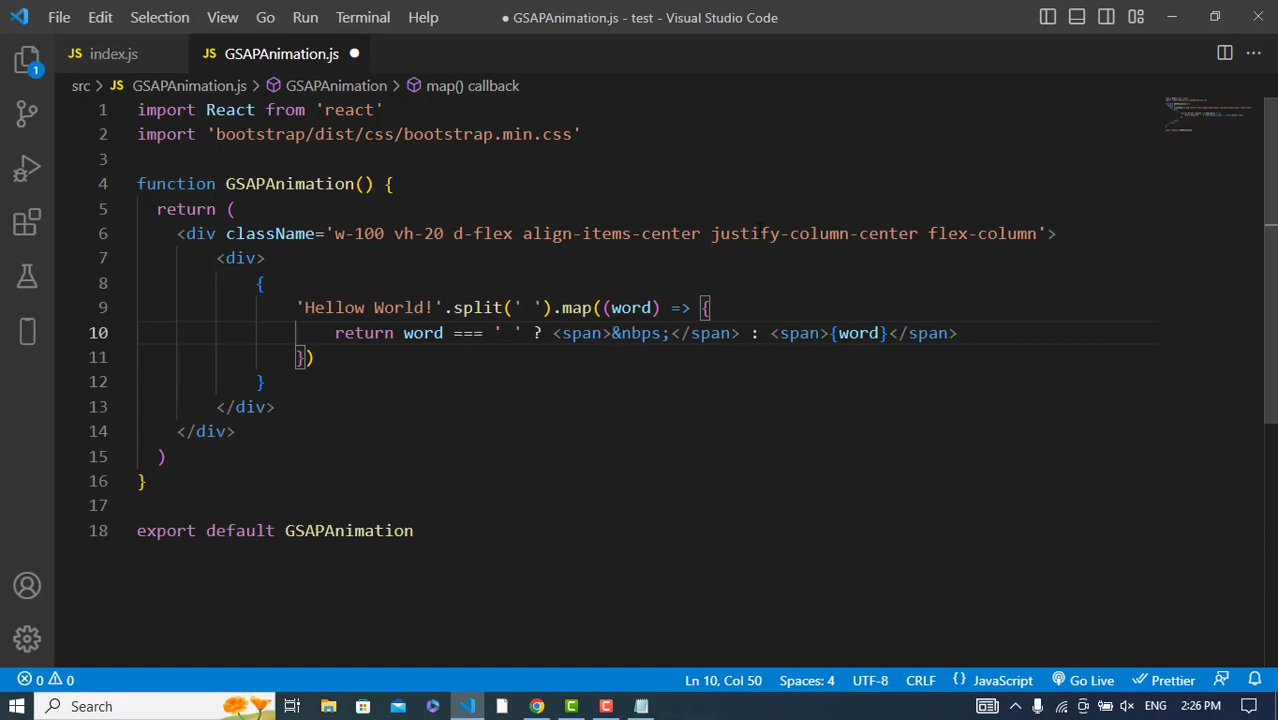 File Edit Selection View Go Run Terminal Help ● GSAPAnimation.js - test - Visual Studio Code
JS index.js JS GSAPAnimation.js
src > JS GSAPAnimation.js > GSAPAnimation > map() callback
1 import React from 'react'
2 import 'bootstrap/dist/css/bootstrap.min.css'
3
4 function GSAPAnimation() {
5 return (
6 <div className='w-100 vh-20 d-flex align-items-center justify-column-center flex-column'>
7 <div>
8 {
9 'Hellow World!'.split(' ').map((word) => {
10 return word === ' ' ? <span>&nbps;</span> : <span>{word}</span>
11 })
12 }
13 </div>
14 </div>
15 )
16 }
17
18 export default GSAPAnimation
1
0 0 Ln 10, Col 50 Spaces: 4 UTF-8 CRLF {} JavaScript Go Live Prettier
Search ENG 2:26 PM